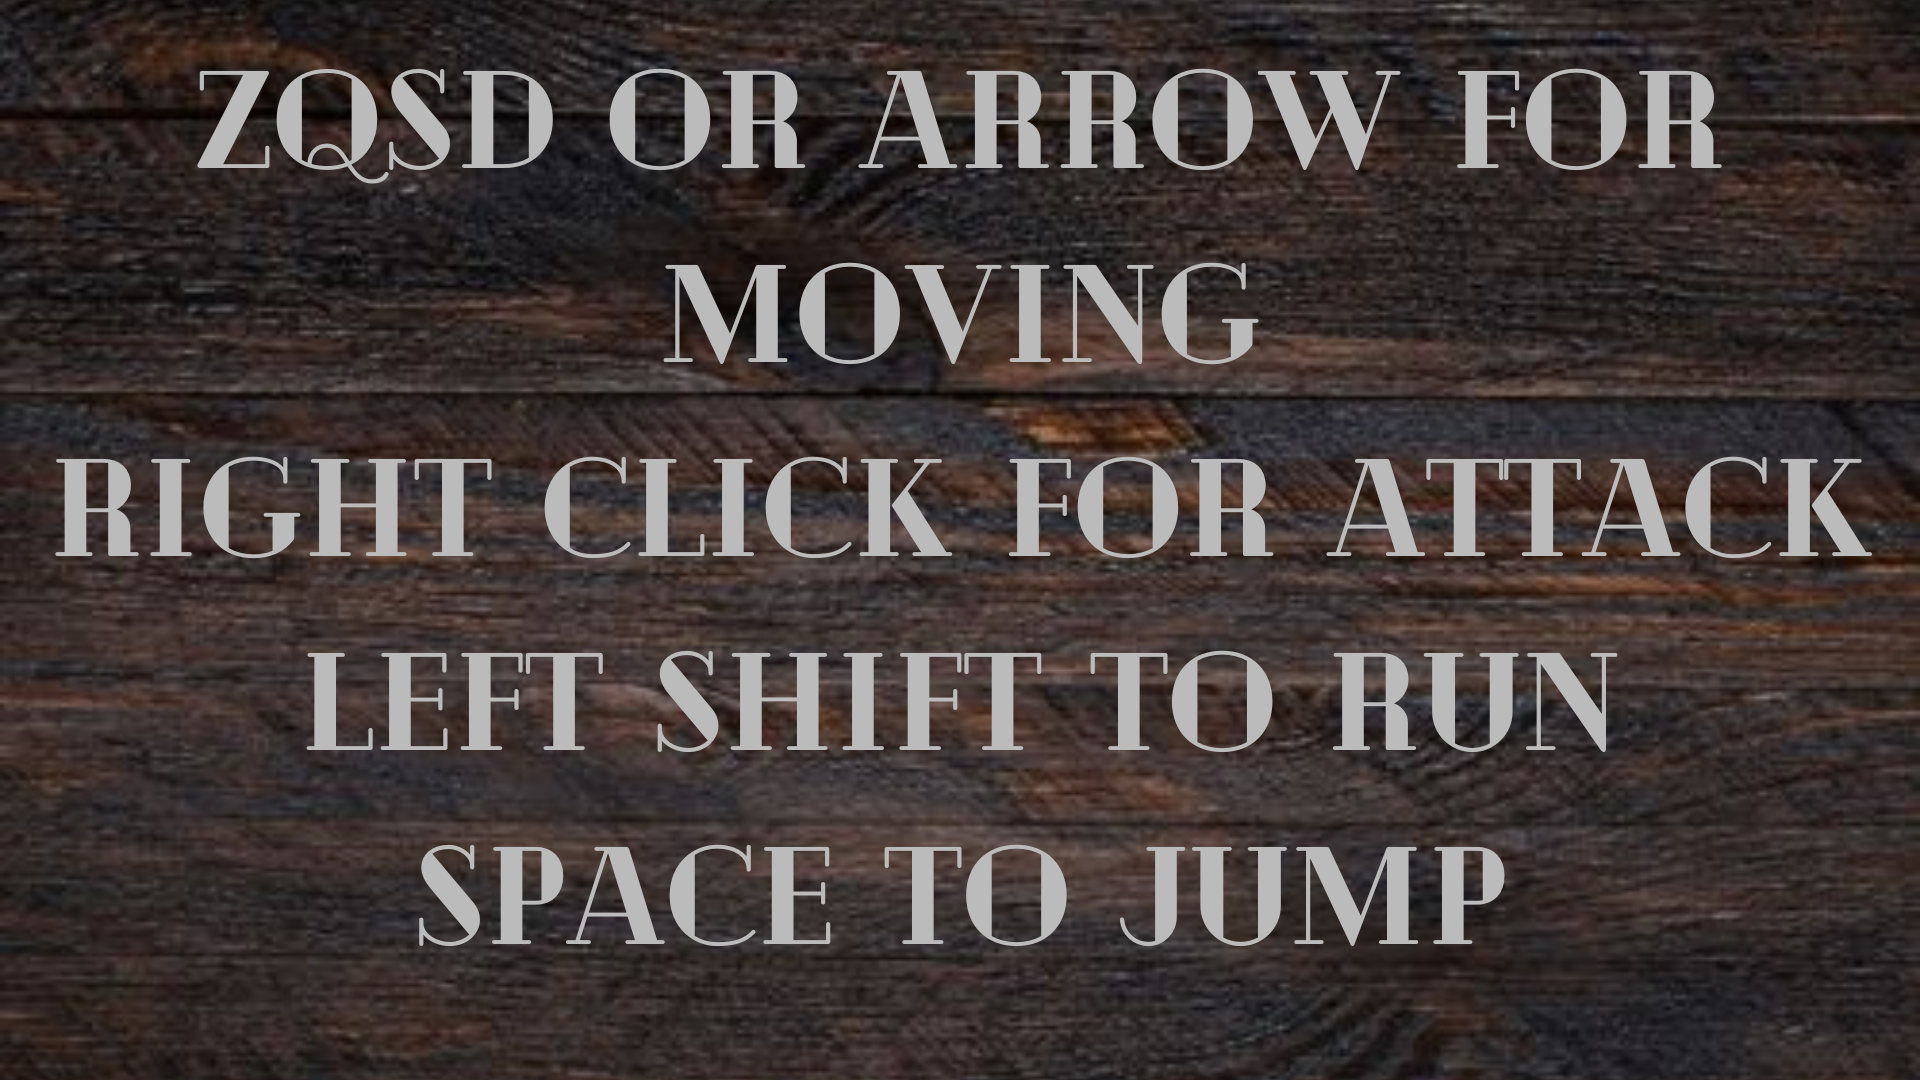 ZQSD OR ARROW FOR
MOVING
RIGHT CLICK FOR ATTACK
LEFT SHIFT TO RUN
SPACE TO JUMP